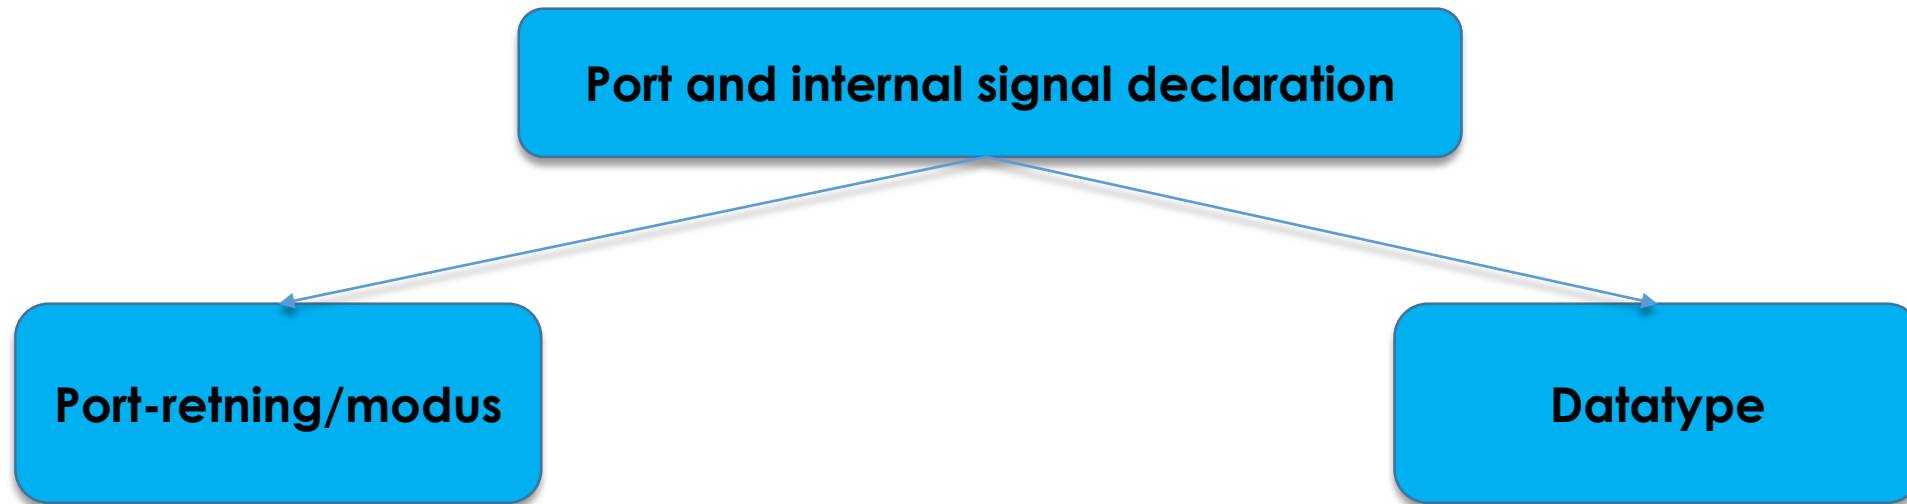 Port and internal signal declaration
Port-retning/modus
Datatype